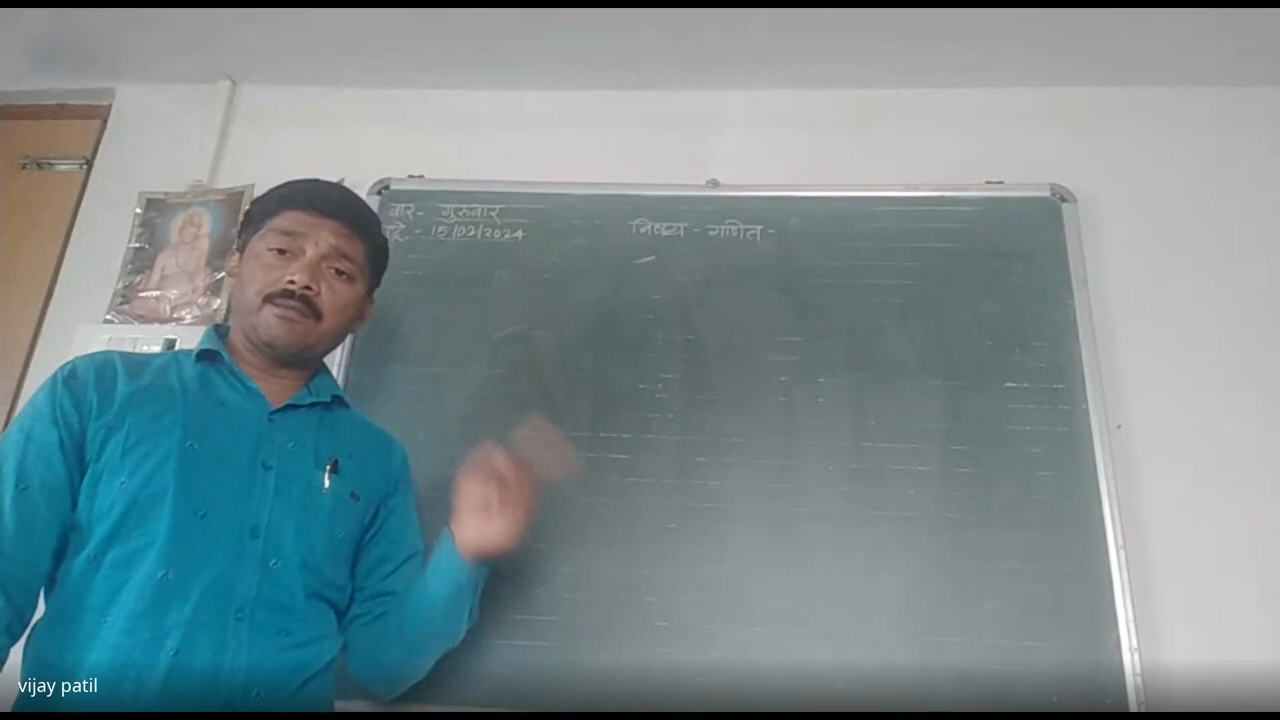 वार- गुरुवार
दि. - 15/02/2024
विषय - गणित -
vijay patil